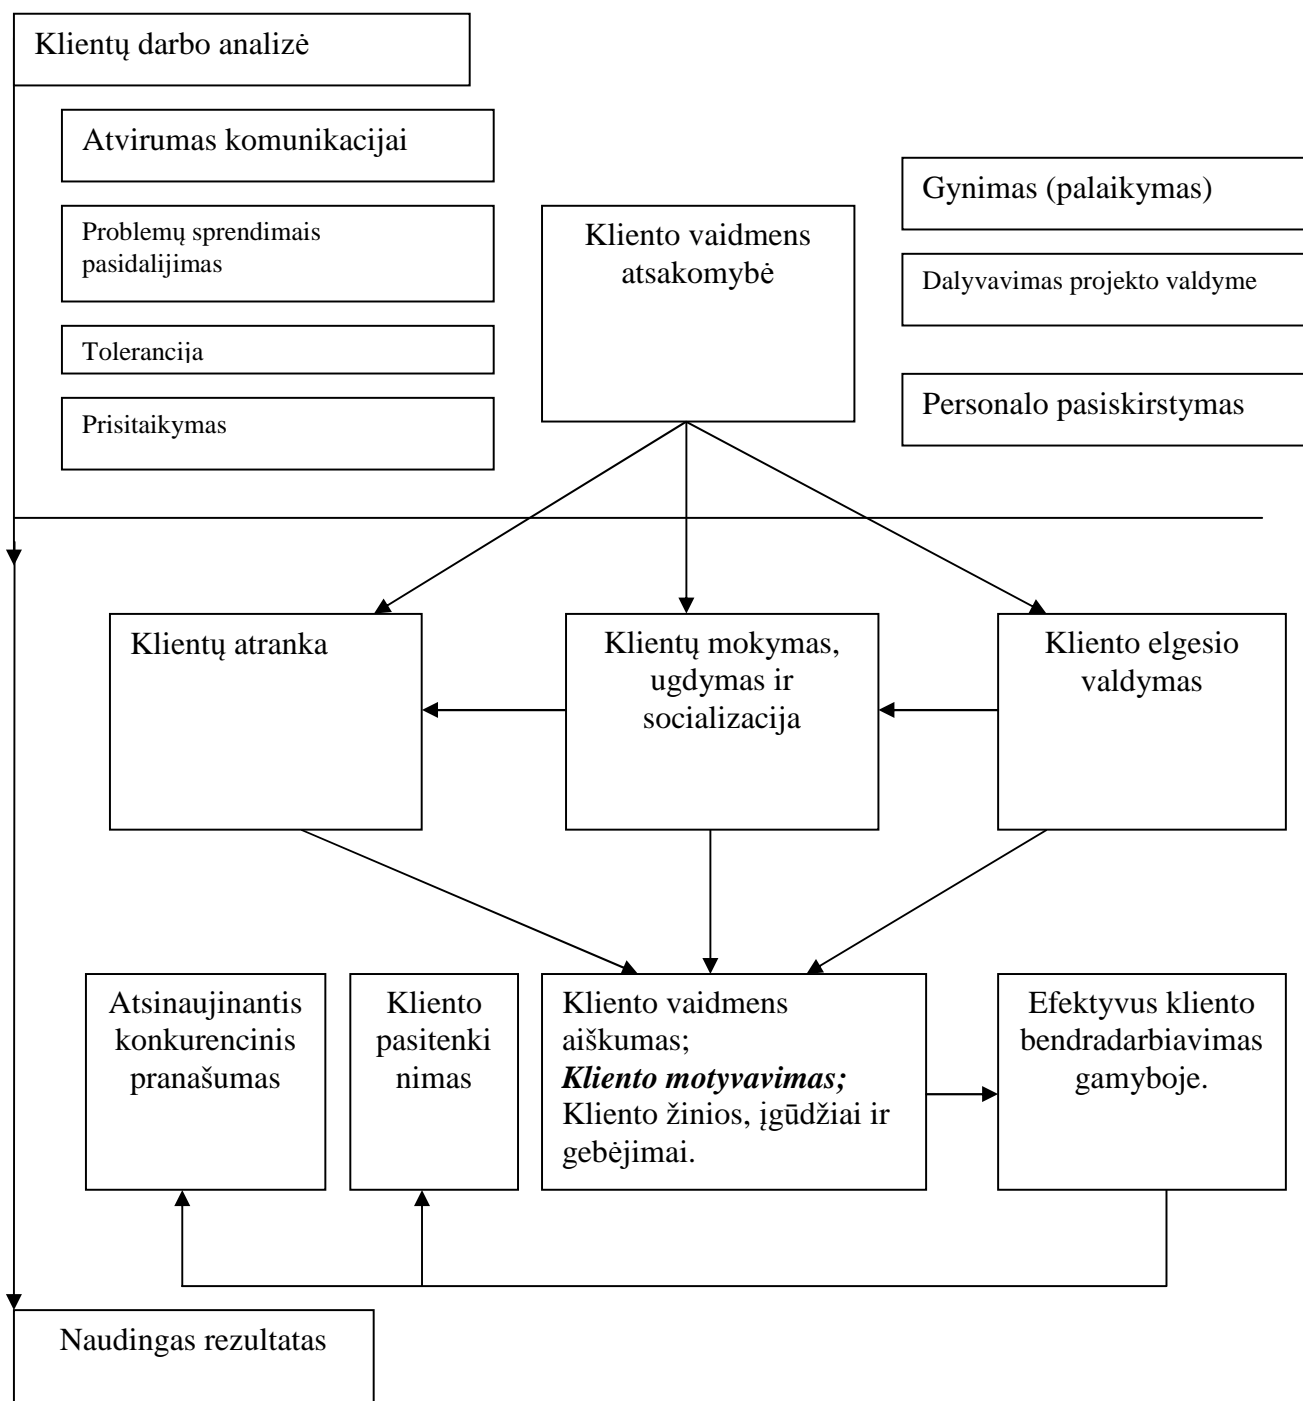 Klientų darbo analizė
Atvirumas komunikacijai
Problemų sprendimais
pasidalijimas
Tolerancija
Prisitaikymas
Kliento vaidmens
atsakomybė
Gynimas (palaikymas)
Dalyvavimas projekto valdyme
Personalo pasiskirstymas
Klientų atranka
Klientų mokymas,
ugdymas ir
socializacija
Kliento elgesio
valdymas
Atsinaujinantis
konkurencinis
pranašumas
Kliento
pasitenki
nimas
Kliento vaidmens
aiškumas;
Kliento motyvavimas;
Kliento žinios, įgūdžiai ir
gebėjimai.
Efektyvus kliento
bendradarbiavimas
gamyboje.
Naudingas rezultatas